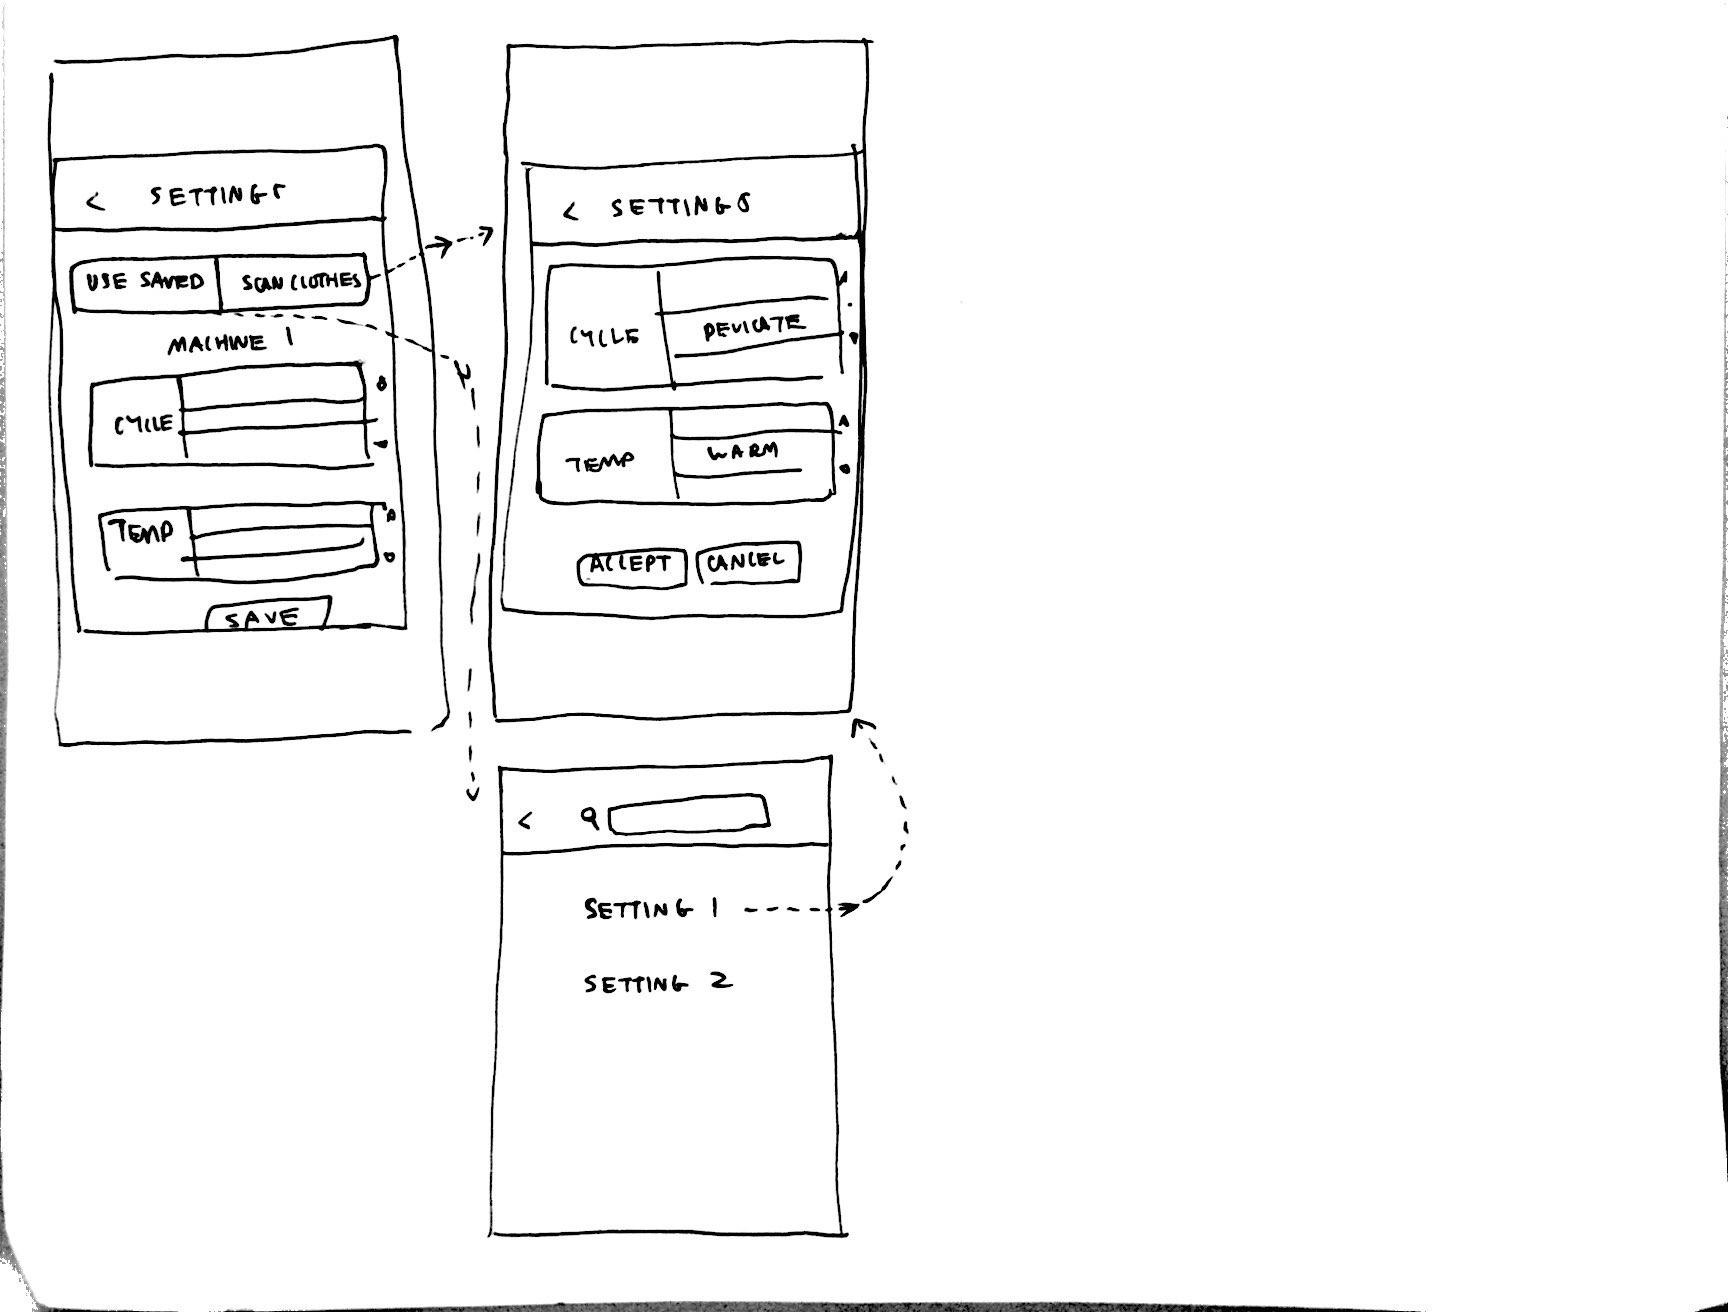 < SETTINGS
USE SAVED SCAN CLOTHES
MACHINE 1
CYCLE
TEMP
SAVE
< SETTINGS
CYCLE DELICATE
TEMP WARM
ACCEPT CANCEL
<
SETTING 1
SETTING 2